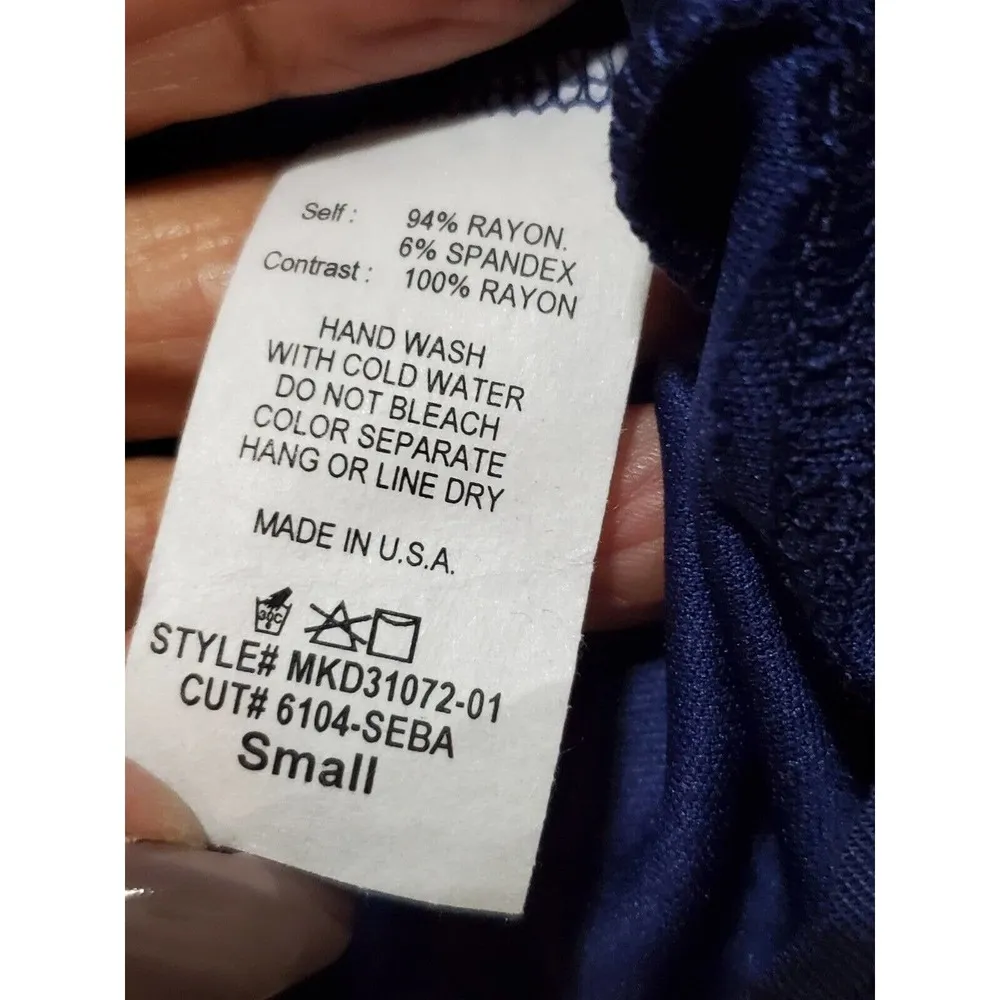 Self : 94% RAYON.
6% SPANDEX
Contrast : 100% RAYON
HAND WASH
WITH COLD WATER
DO NOT BLEACH
COLOR SEPARATE
HANG OR LINE DRY
MADE IN U.S.A.
30C
STYLE# MKD31072-01
CUT# 6104-SEBA
Small